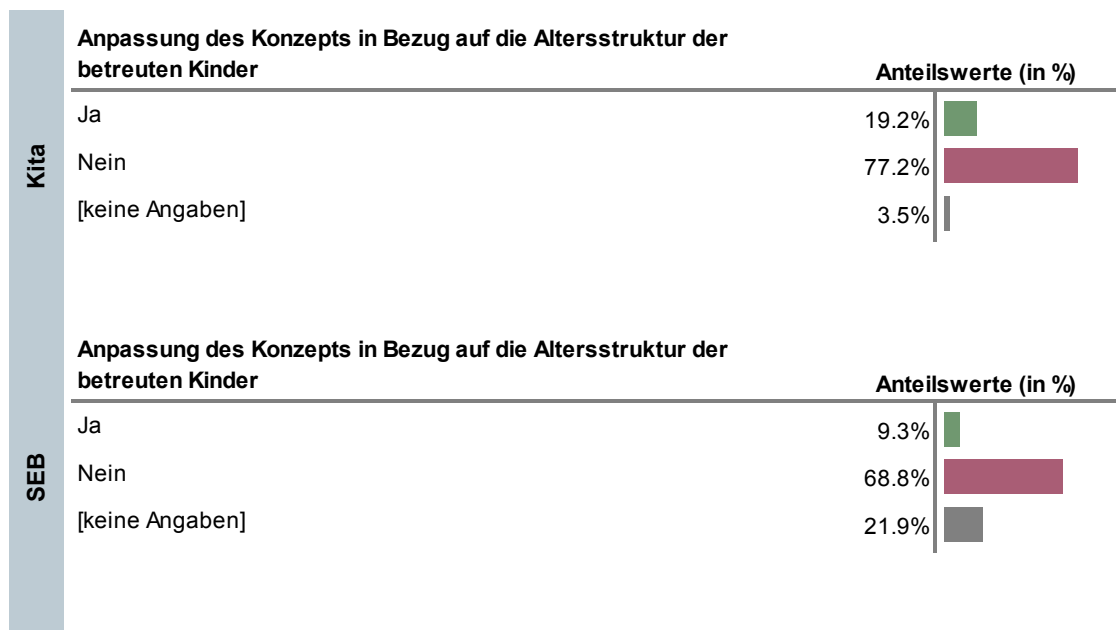 Kita
Anpassung des Konzepts in Bezug auf die Altersstruktur der
betreuten Kinder
Anteilswerte (in %)
Ja
19.2%
Nein
77.2%
[keine Angaben]
3.5%
SEB
Anpassung des Konzepts in Bezug auf die Altersstruktur der
betreuten Kinder
Anteilswerte (in %)
Ja
9.3%
Nein
68.8%
[keine Angaben]
21.9%